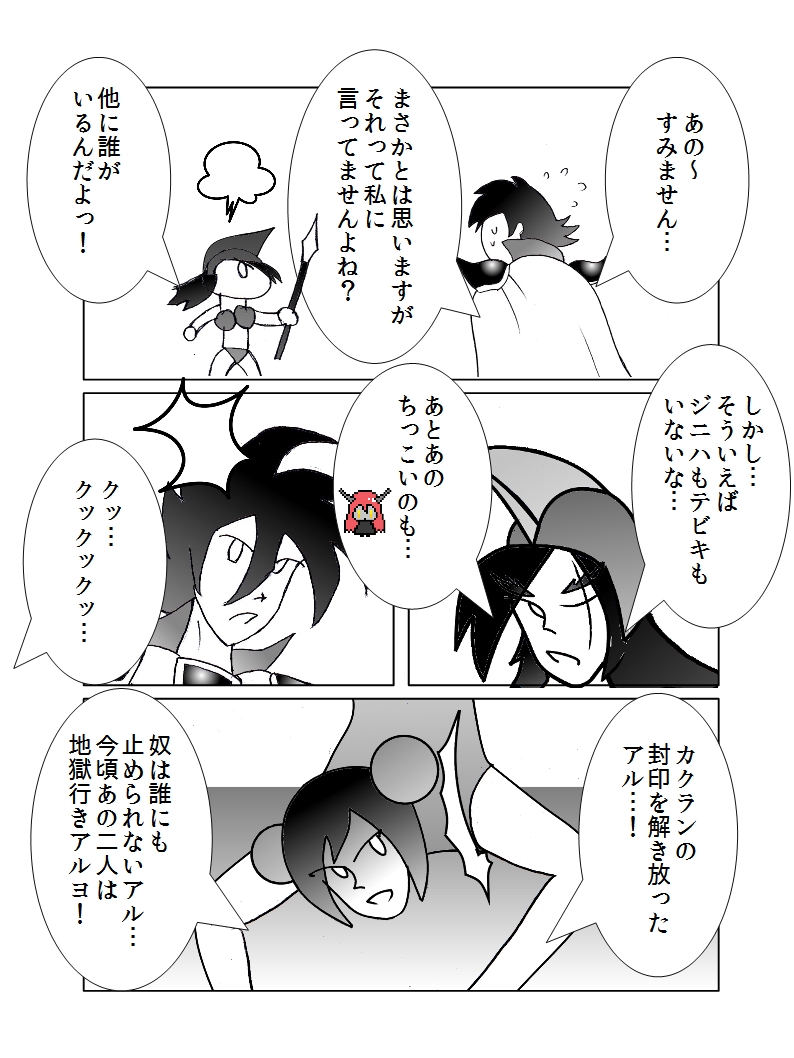 あの～
すみません…
まさかとは思いますが
それって私に
言ってませんよね？
他に誰が
いるんだよっ！
しかし…
そういえば
ジニハもテビキも
いないな…
あとあの
ちっこいのも…
クッ…
クックックッ…
カクランの
封印を解き放った
アル…！
奴は誰にも
止められないアル…
今頃あの二人は
地獄行きアルヨ！